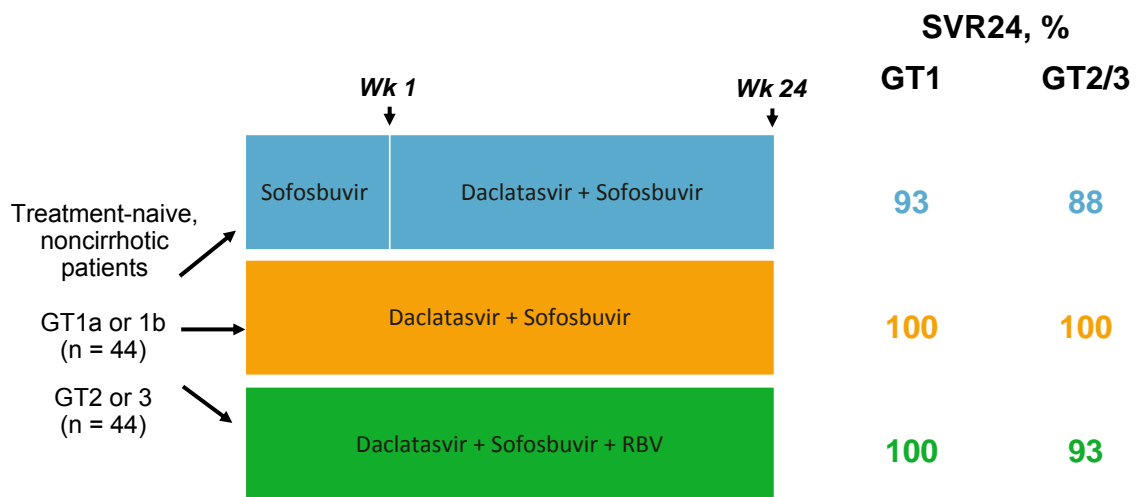 SVR24, %
GT1 GT2/3
Wk 1 Wk 24
Treatment-naive,
noncirrhotic
patients
GT1a or 1b
(n = 44)
GT2 or 3
(n = 44)
Sofosbuvir Daclatasvir + Sofosbuvir 93 88
Daclatasvir + Sofosbuvir 100 100
Daclatasvir + Sofosbuvir + RBV 100 93